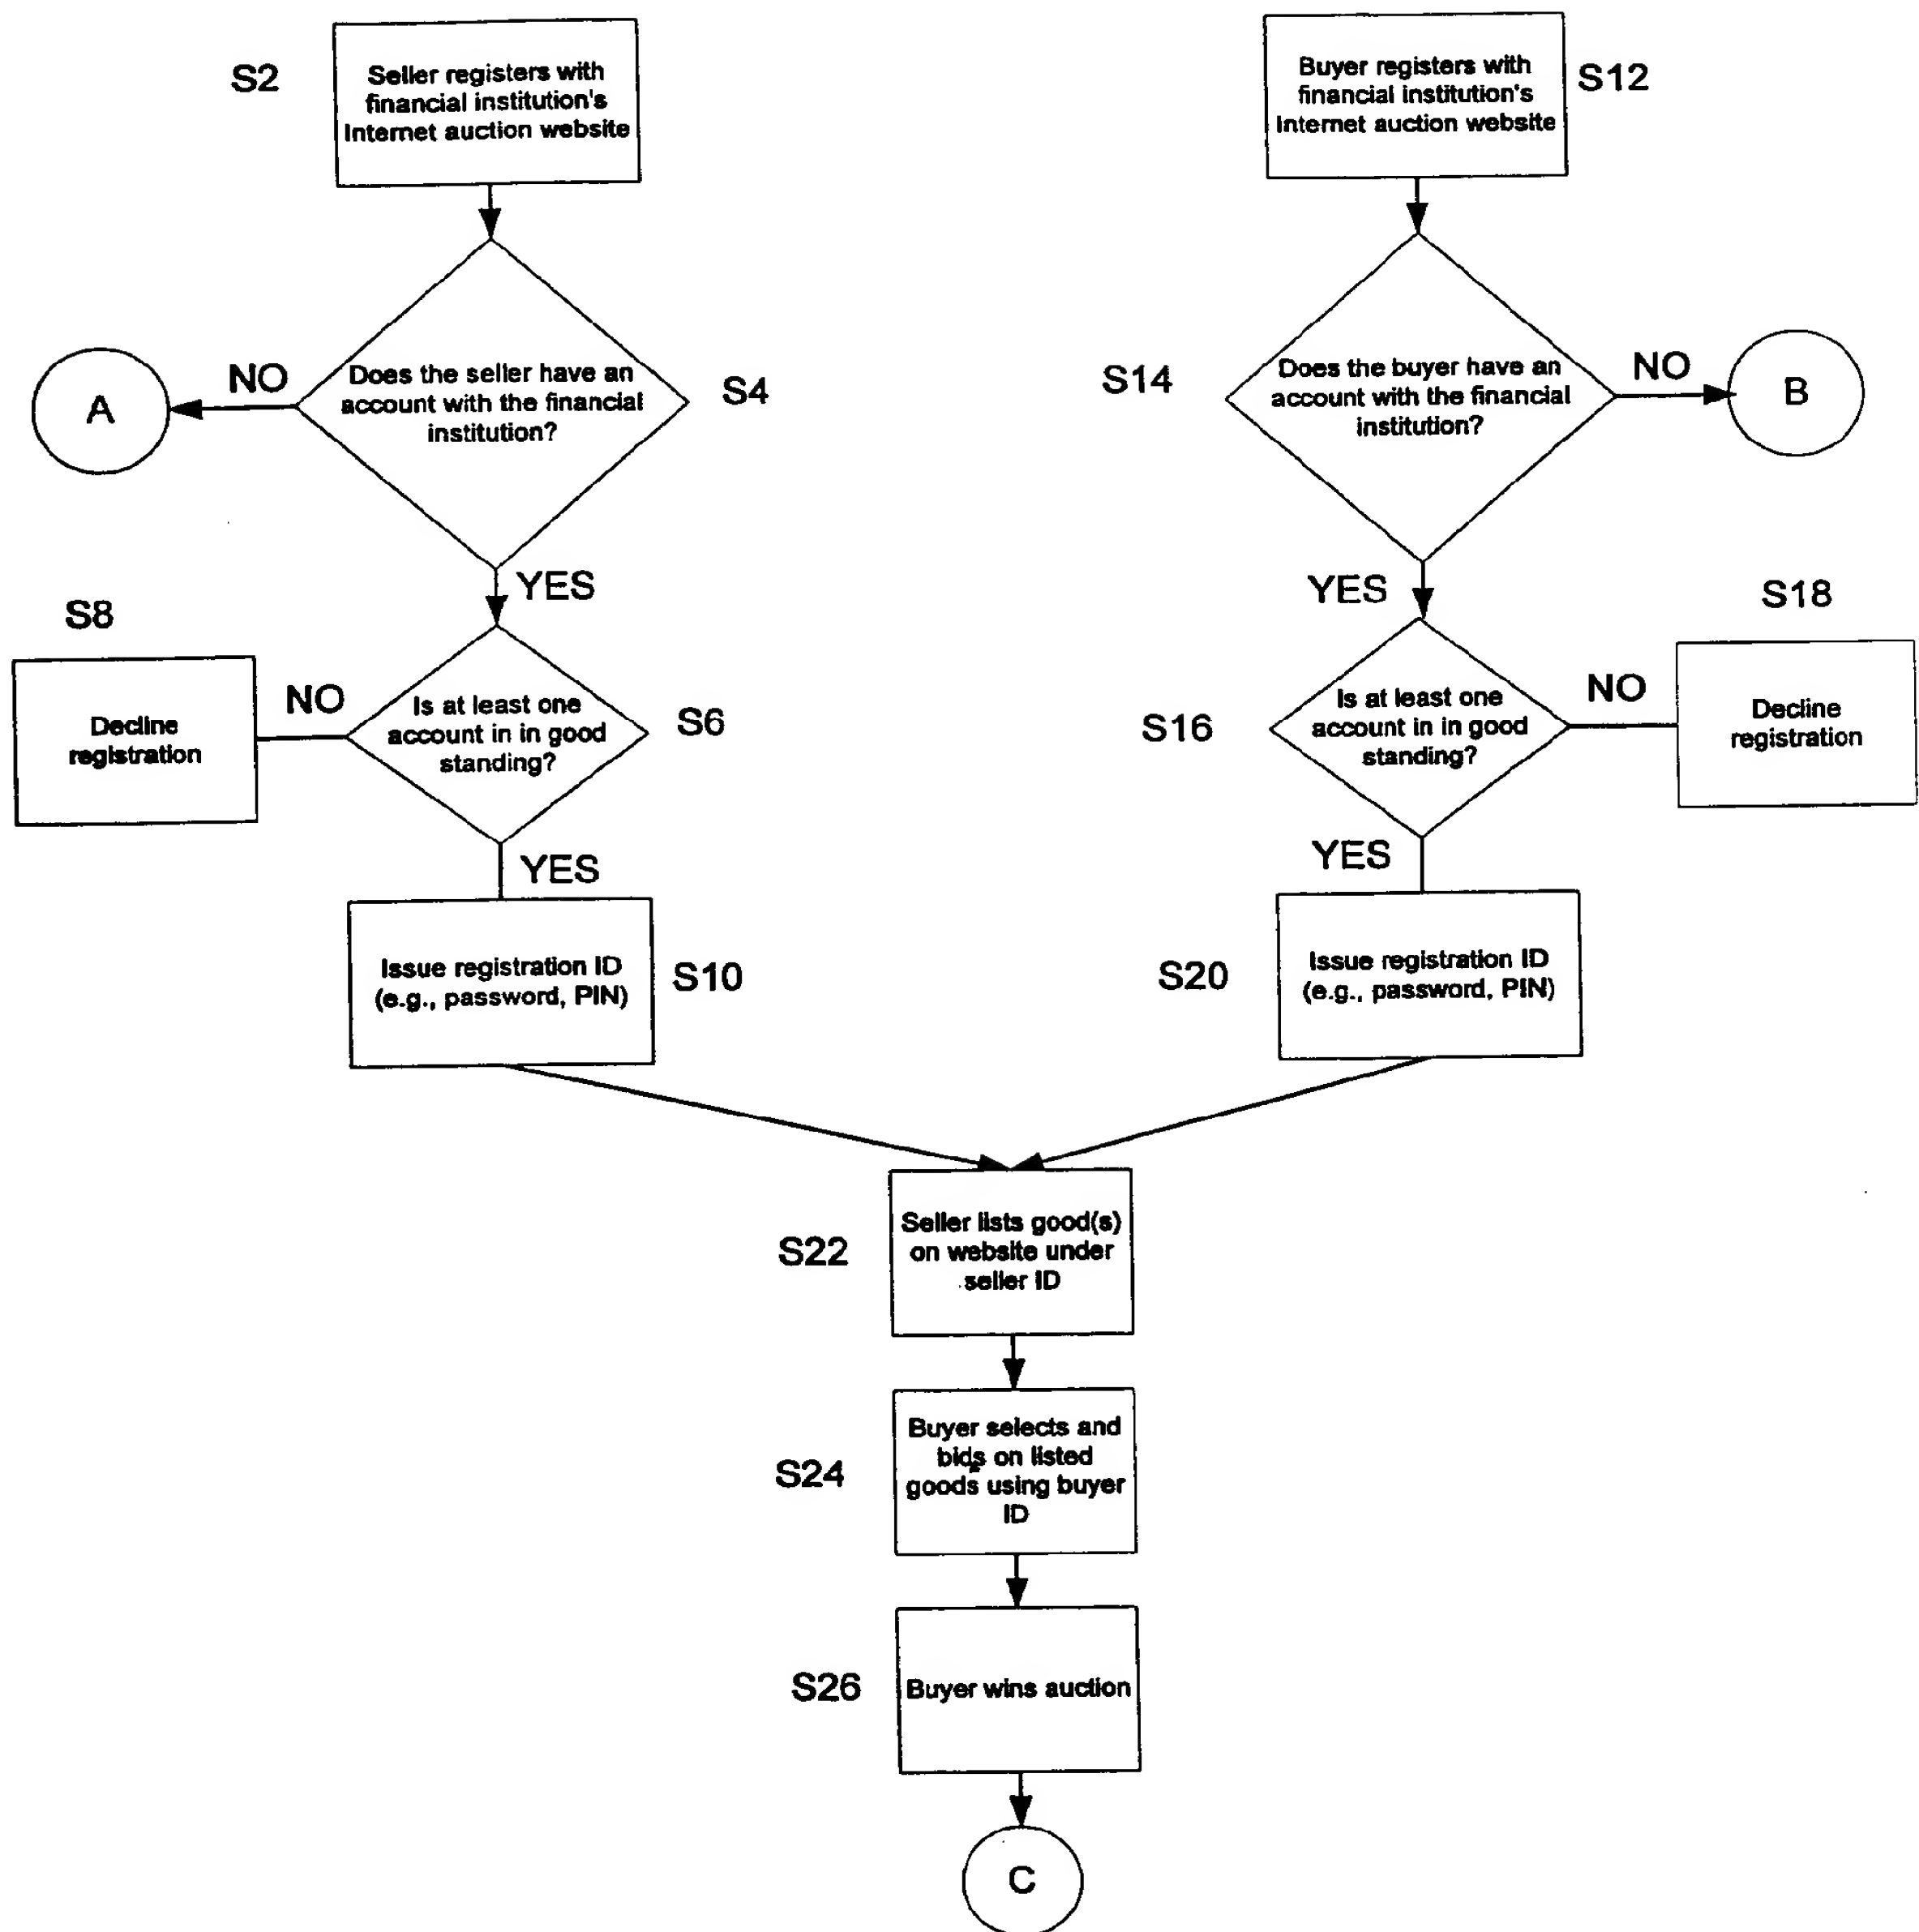 S2
Seller registers with
financial institution's
Internet auction website
Buyer registers with
financial institution's
Internet auction website
S12
A
NO
Does the seller have an
account with the financial
institution?
S4
S14
Does the buyer have an
account with the financial
institution?
NO
B
YES
YES
S8
S18
Decline
registration
NO
Is at least one
account in in good
standing?
S6
S16
Is at least one
account in in good
standing?
NO
Decline
registration
YES
YES
Issue registration ID
(e.g., password, PIN)
S10
S20
Issue registration ID
(e.g., password, PIN)
S22
Seller lists good(s)
on website under
seller ID
S24
Buyer selects and
bids on listed
goods using buyer
ID
S26
Buyer wins auction
C